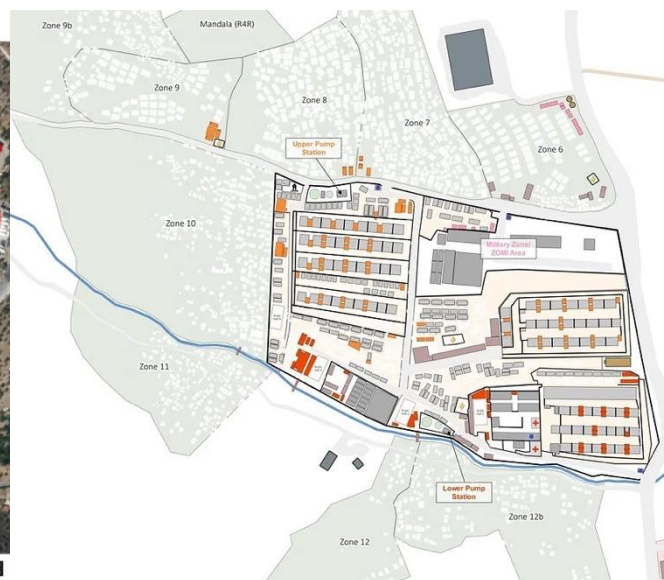 Zone 9b
Mandala (R4R)
Zone 9
Zone 8
Zone 7
Zone 6
Upper Pump
Station
Zone 10
Military Zone/
ZOMI Area
Zone 11
Lower Pump
Station
Zone 12b
Zone 12